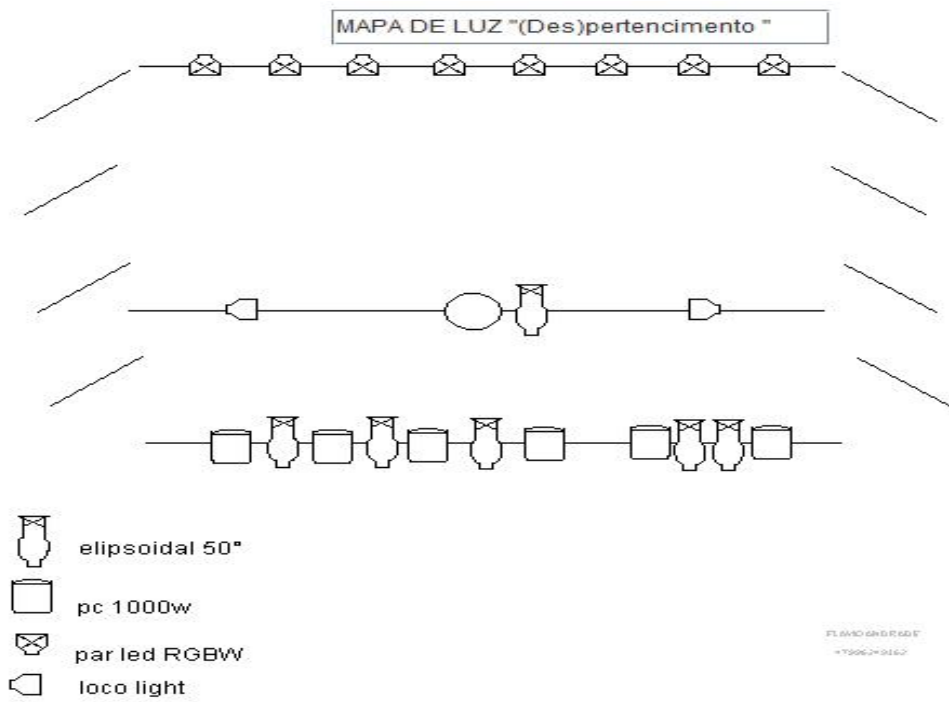 MAPA DE LUZ "(Des)pertencimento "
elipsoidal 50°
pc 1000w
par led RGBW
loco light